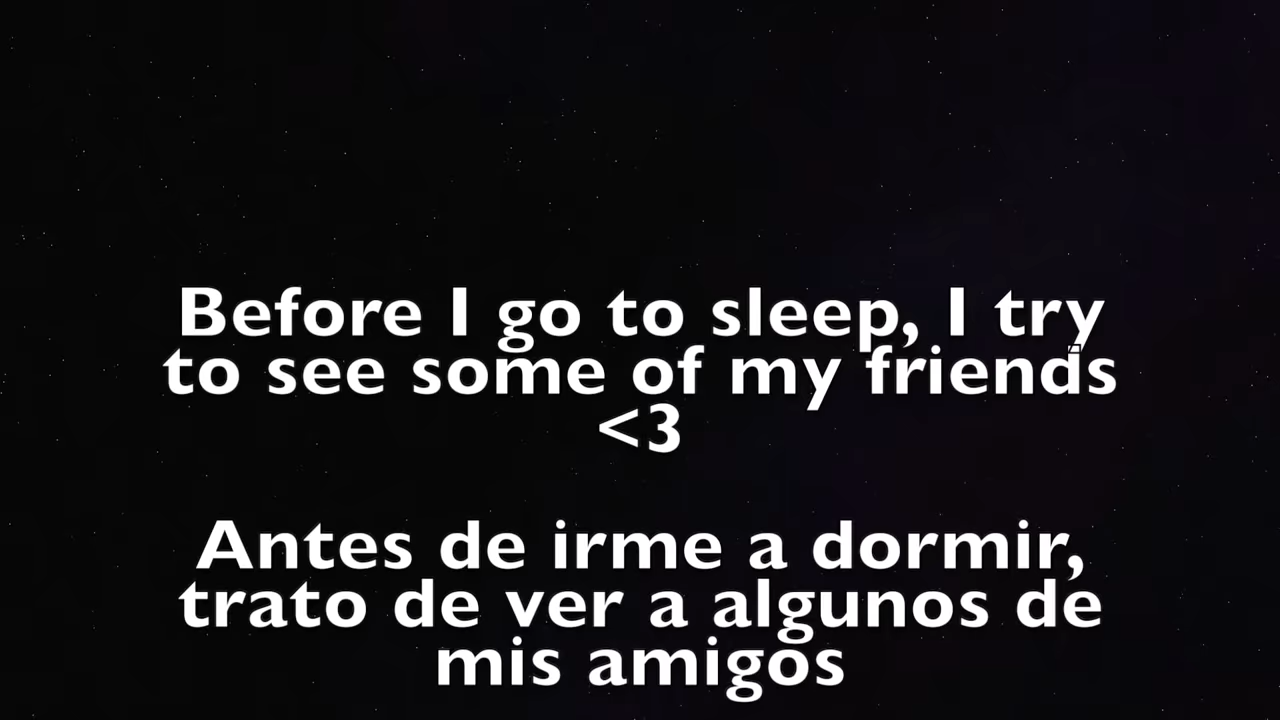 Before I go to sleep, I try
to see some of my friends
<3
Antes de irme a dormir,
trato de ver a algunos de
mis amigos